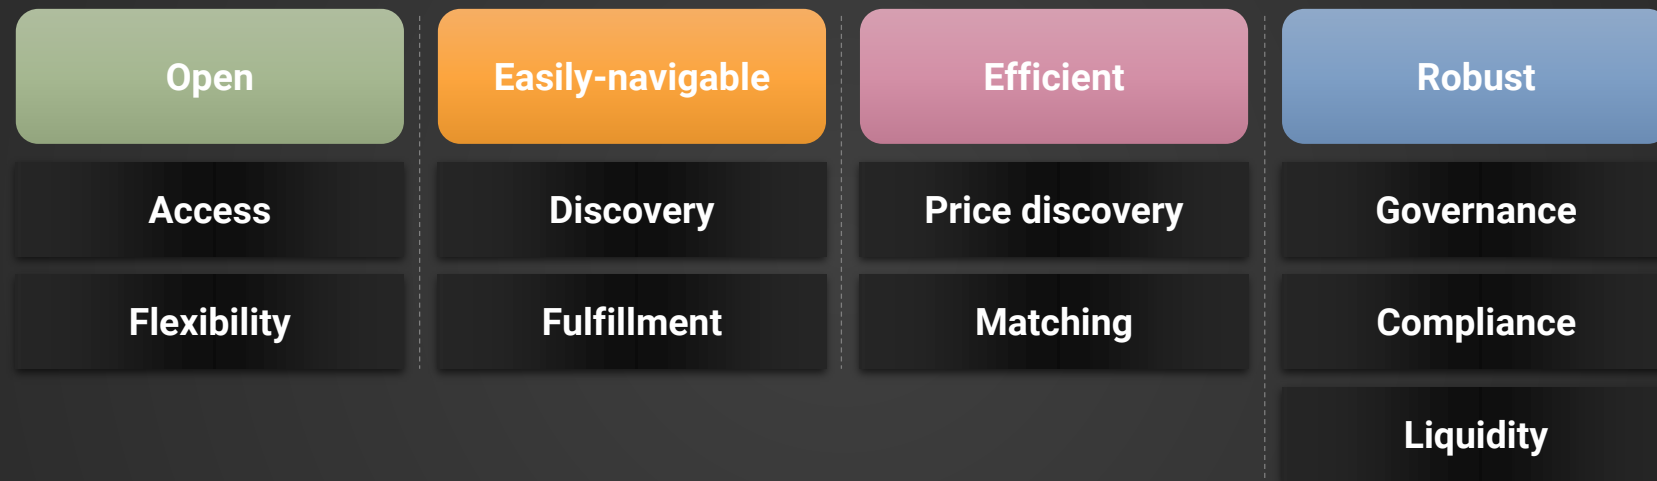 Open
Easily-navigable
Efficient
Robust
Access
Discovery
Price discovery
Governance
Flexibility
Fulfillment
Matching
Compliance
Liquidity